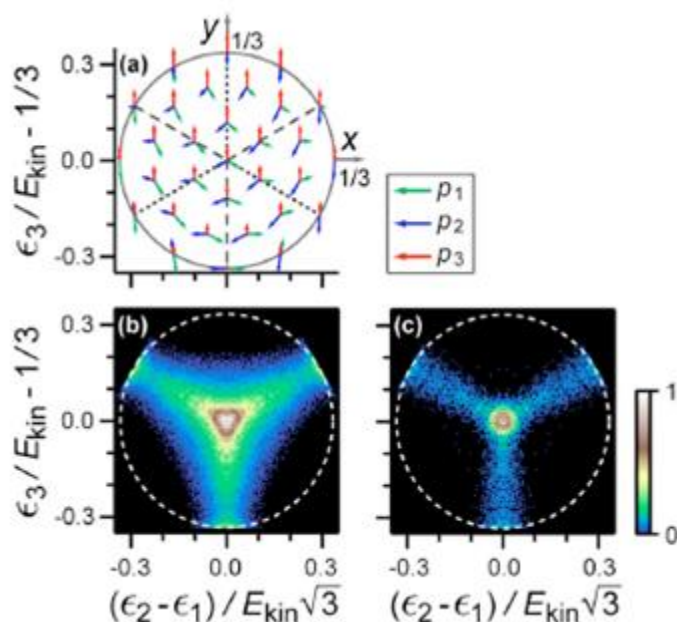 y
1/3
(a)
0.3
0.0
-0.3
ϵ3/Ekin - 1/3
x
1/3
p1
p2
p3
(b)
(c)
0.3
0.0
-0.3
ϵ3/Ekin - 1/3
1
0
-0.3 0.0 0.3
-0.3 0.0 0.3
(ϵ2-ϵ1)/Ekin√3
(ϵ2-ϵ1)/Ekin√3